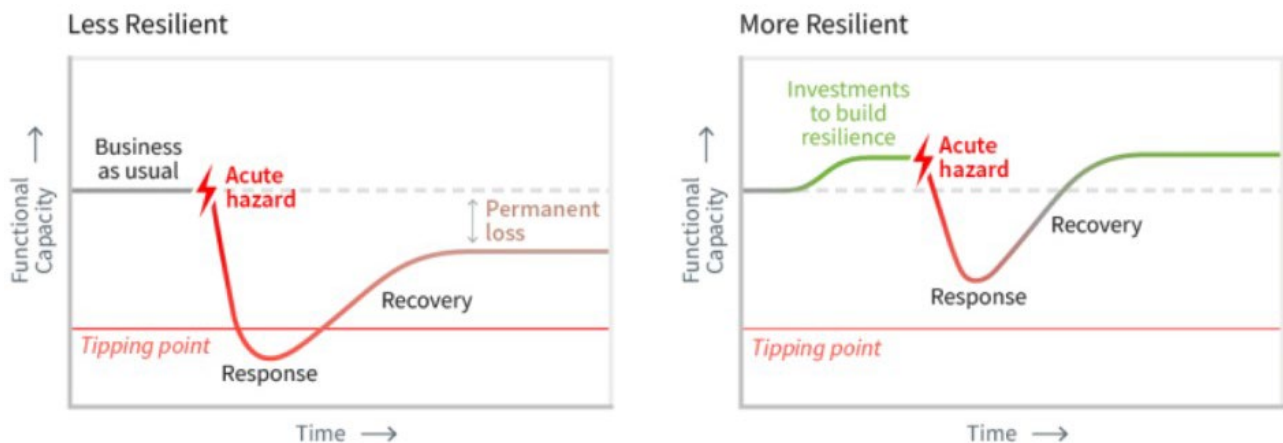 Less Resilient
Functional
Capacity
Business
as usual
Acute
hazard
Permanent
loss
Recovery
Tipping point
Response
Time
More Resilient
Functional
Capacity
Investments
to build
resilience
Acute
hazard
Recovery
Response
Tipping point
Time